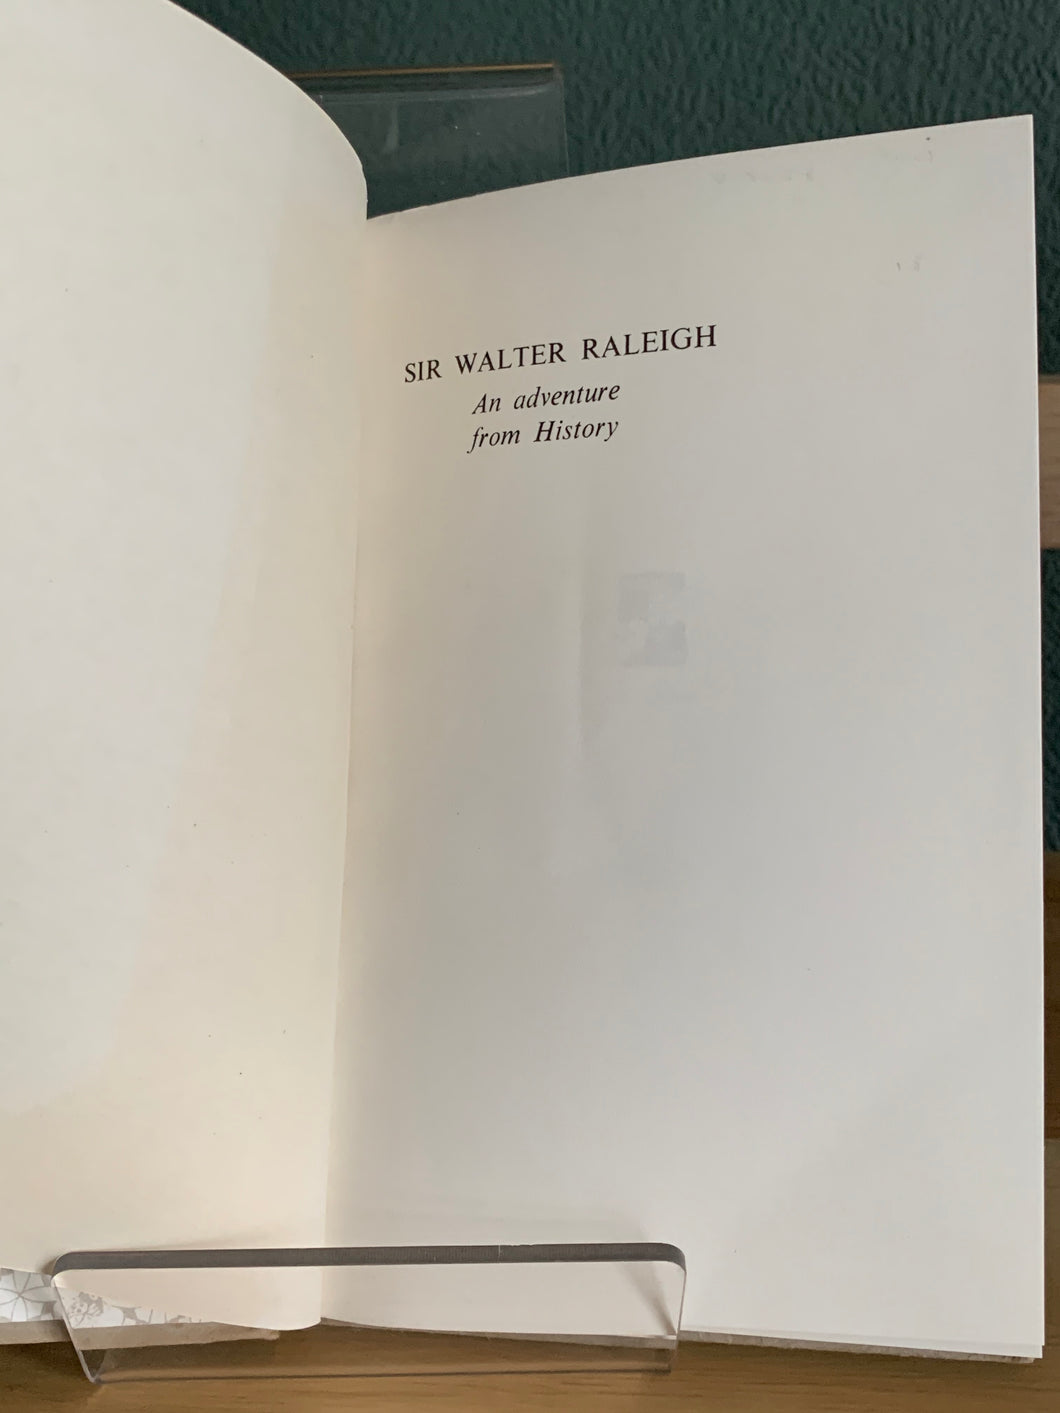 SIR WALTER RALEIGH
An adventure
from History